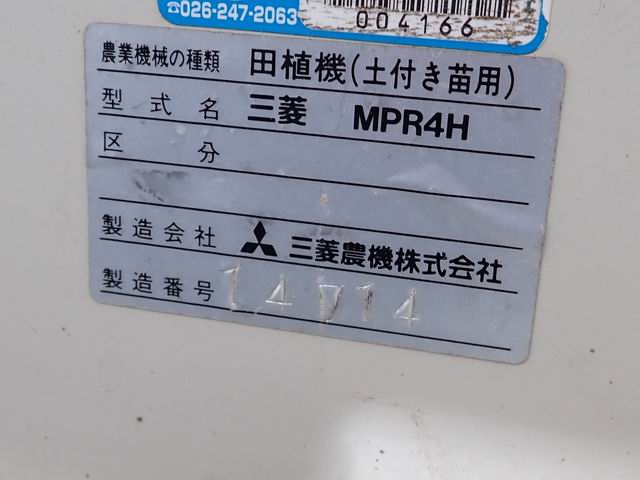 ☎026-247-2063
004166
農業機械の種類 田植機(土付き苗用)
型式名 三菱 MPR4H
区分
製造会社 三菱農機株式会社
製造番号